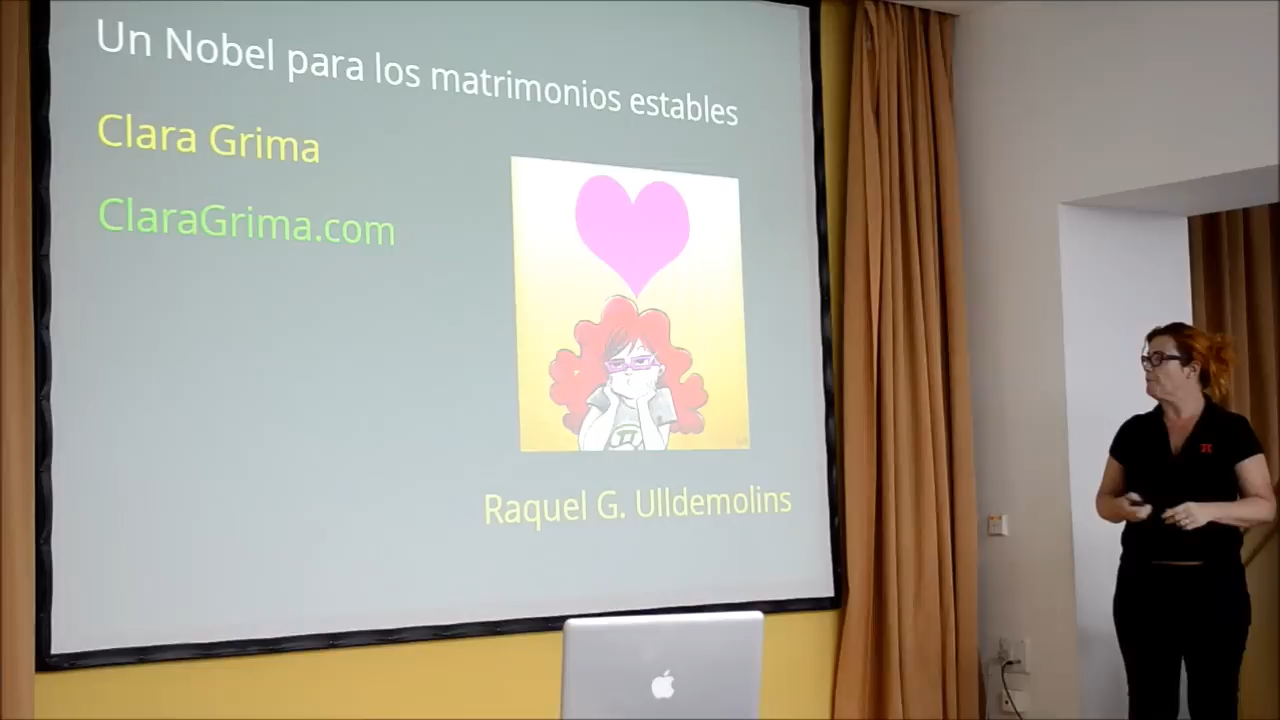 Un Nobel para los matrimonios estables
Clara Grima
ClaraGrima.com
π
Raquel G. Ulldemolins
π